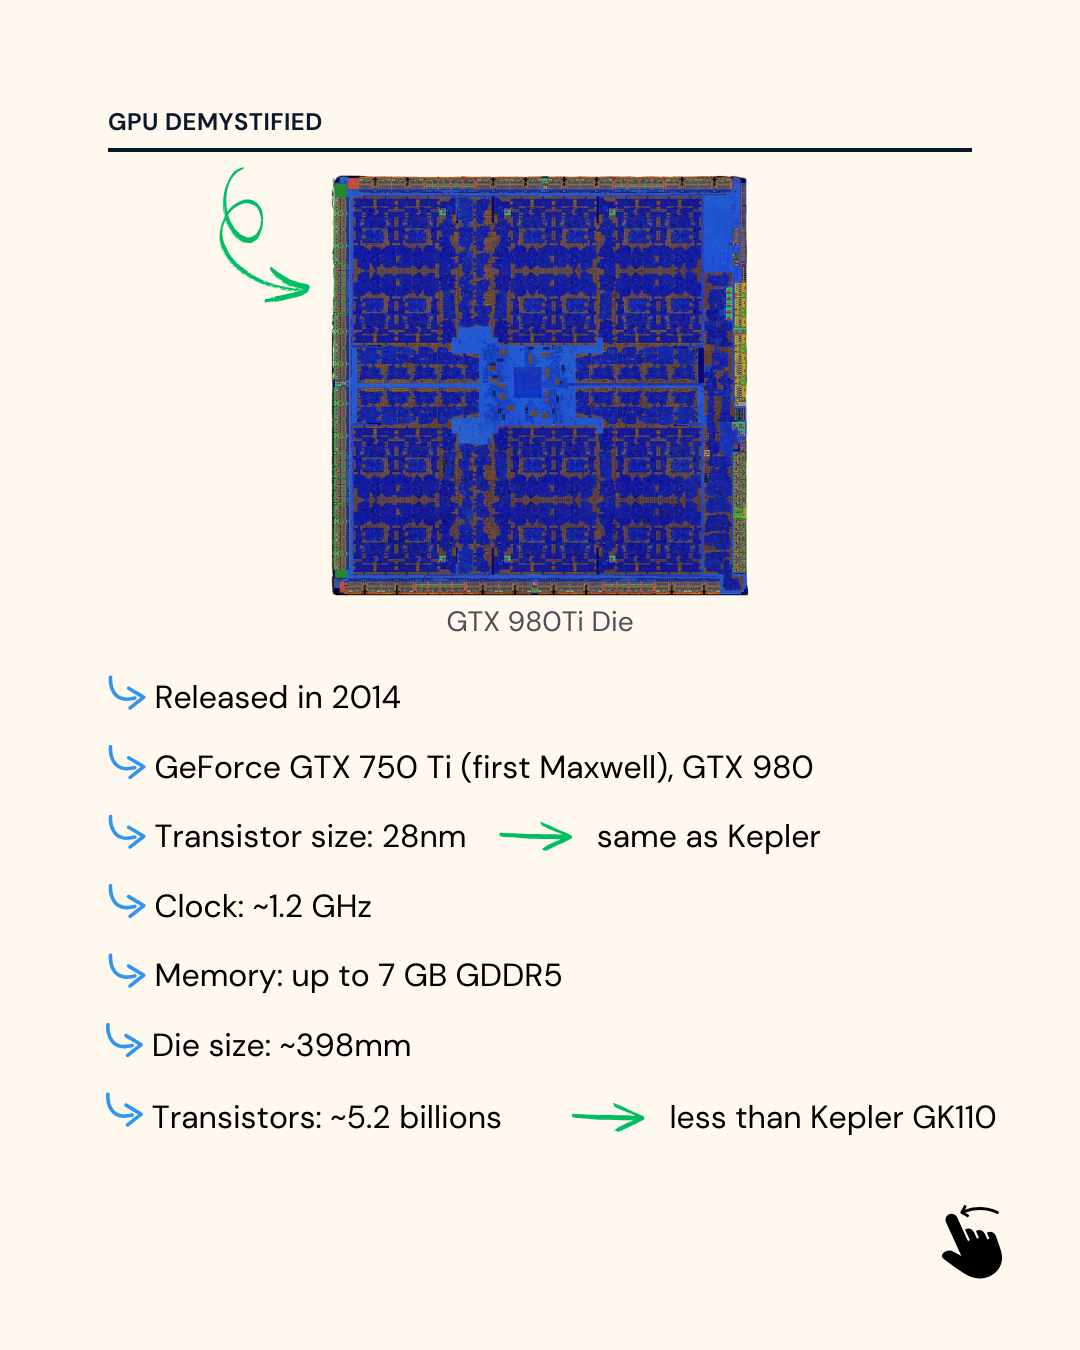 GPU DEMYSTIFIED
GTX 980Ti Die
Released in 2014
GeForce GTX 750 Ti (first Maxwell), GTX 980
Transistor size: 28nm same as Kepler
Clock: ~1.2 GHz
Memory: up to 7 GB GDDR5
Die size: ~398mm
Transistors: ~5.2 billions less than Kepler GK110